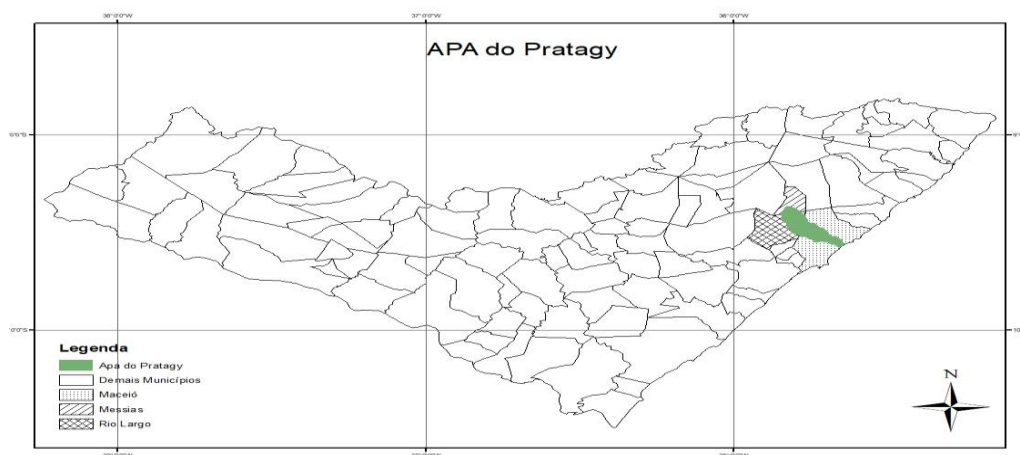 38°0'0"W
37°0'0"W
36°0'0"W
APA do Pratagy
Legenda
Apa do Pratagy
Demais Municípios
Maceió
Messias
Rio Largo
N